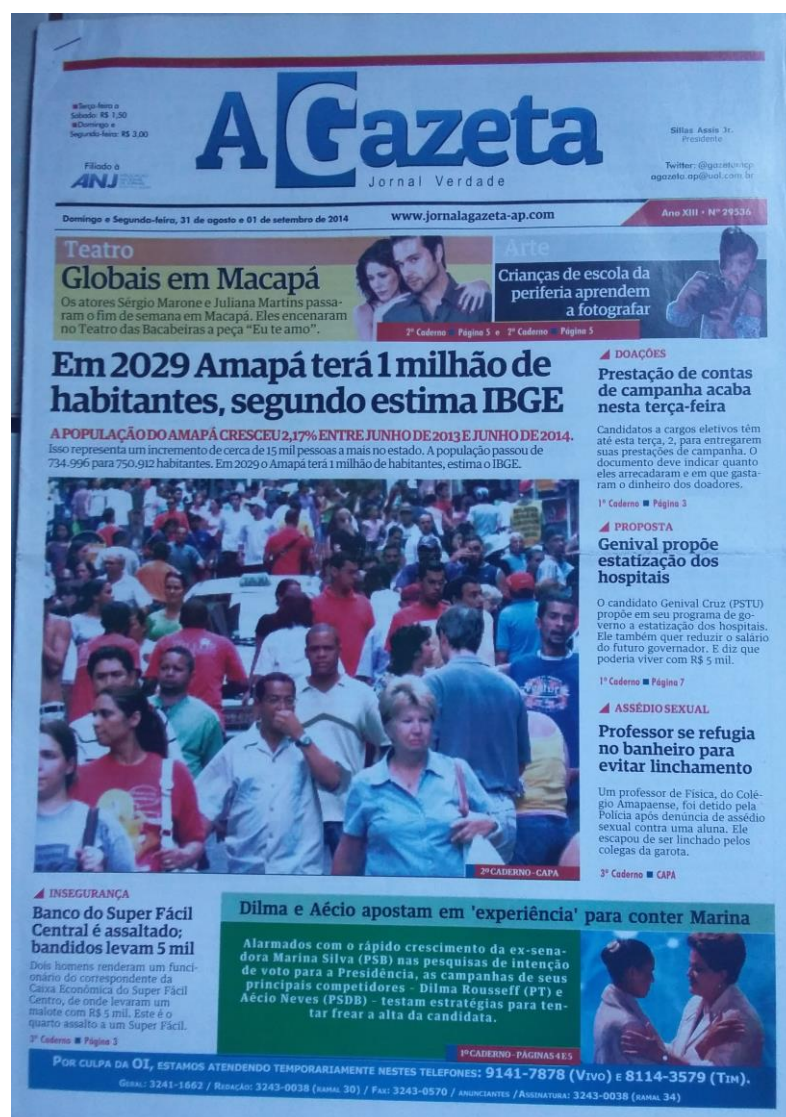 ■Terça-feira a
Sábado: R$ 1,50
■Domingo e
Segunda-feira: R$ 3,00
Filiado à
ANJ
A Gazeta
Jornal Verdade
Sillas Assis Jr.
Presidente
Twitter: @gazetamcp
agazeta.ap@uol.com.br
Domingo e Segunda-feira, 31 de agosto e 01 de setembro de 2014
www.jornalagazeta-ap.com
Ano XIII • Nº 29536
Teatro
Globais em Macapá
Os atores Sérgio Marone e Juliana Martins passa-
ram o fim de semana em Macapá. Eles encenaram
no Teatro das Bacabeiras a peça “Eu te amo”.
Arte
Crianças de escola da
periferia aprendem
a fotografar
2º Caderno ■ Página 5 e 2º Caderno ■ Página 5
Em 2029 Amapá terá 1 milhão de
habitantes, segundo estima IBGE
A POPULAÇÃO DO AMAPÁ CRESCEU 2,17% ENTRE JUNHO DE 2013 E JUNHO DE 2014.
Isso representa um incremento de cerca de 15 mil pessoas a mais no estado. A população passou de
734.996 para 750.912 habitantes. Em 2029 o Amapá terá 1 milhão de habitantes, estima o IBGE.
TAXI
2º CADERNO - CAPA
DOAÇÕES
Prestação de contas
de campanha acaba
nesta terça-feira
Candidatos a cargos eletivos têm
até esta terça, 2, para entregarem
suas prestações de campanha. O
documento deve indicar quanto
eles arrecadaram e em que gasta-
ram o dinheiro dos doadores.
1º Caderno ■ Página 3
PROPOSTA
Genival propõe
estatização dos
hospitais
O candidato Genival Cruz (PSTU)
propõe em seu programa de go-
verno a estatização dos hospitais.
Ele também quer reduzir o salário
do futuro governador. E diz que
poderia viver com R$ 5 mil.
1º Caderno ■ Página 7
ASSÉDIO SEXUAL
Professor se refugia
no banheiro para
evitar linchamento
Um professor de Física, do Colé-
gio Amapaense, foi detido pela
Polícia após denúncia de assédio
sexual contra uma aluna. Ele
escapou de ser linchado pelos
colegas da garota.
3º Caderno ■ CAPA
INSEGURANÇA
Banco do Super Fácil
Central é assaltado;
bandidos levam 5 mil
Dois homens renderam um funci-
onário do correspondente da
Caixa Econômica do Super Fácil
Centro, de onde levaram um
malote com R$ 5 mil. Este é o
quarto assalto a um Super Fácil.
3º Caderno ■ Página 3
Dilma e Aécio apostam em 'experiência' para conter Marina
Alarmados com o rápido crescimento da ex-sena-
dora Marina Silva (PSB) nas pesquisas de intenção
de voto para a Presidência, as campanhas de seus
principais competidores - Dilma Rousseff (PT) e
Aécio Neves (PSDB) - testam estratégias para ten-
tar frear a alta da candidata.
1º CADERNO - PÁGINAS 4 E 5
POR CULPA DA OI, ESTAMOS ATENDENDO TEMPORARIAMENTE NESTES TELEFONES: 9141-7878 (VIVO) E 8114-3579 (TIM).
GERAL: 3241-1662 / REDAÇÃO: 3243-0038 (RAMAL 30) / FAX: 3243-0570 / ANUNCIANTES /ASSINATURA: 3243-0038 (RAMAL 34)